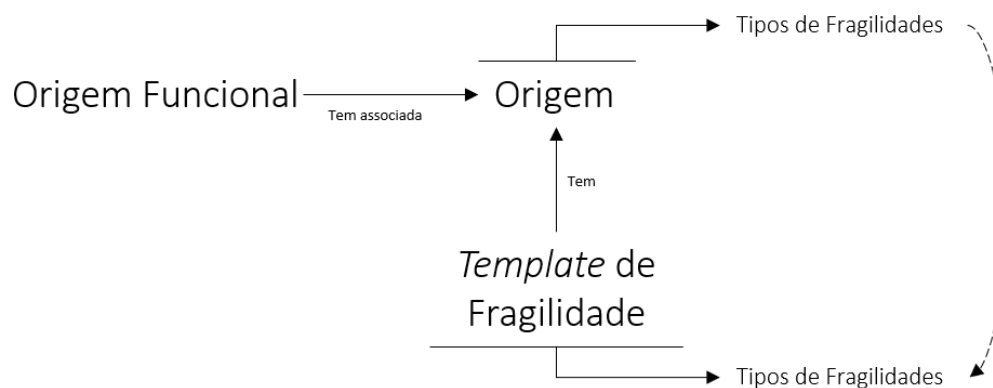 Tipos de Fragilidades
Origem Funcional
Tem associada
Origem
Tem
Template de
Fragilidade
Tipos de Fragilidades